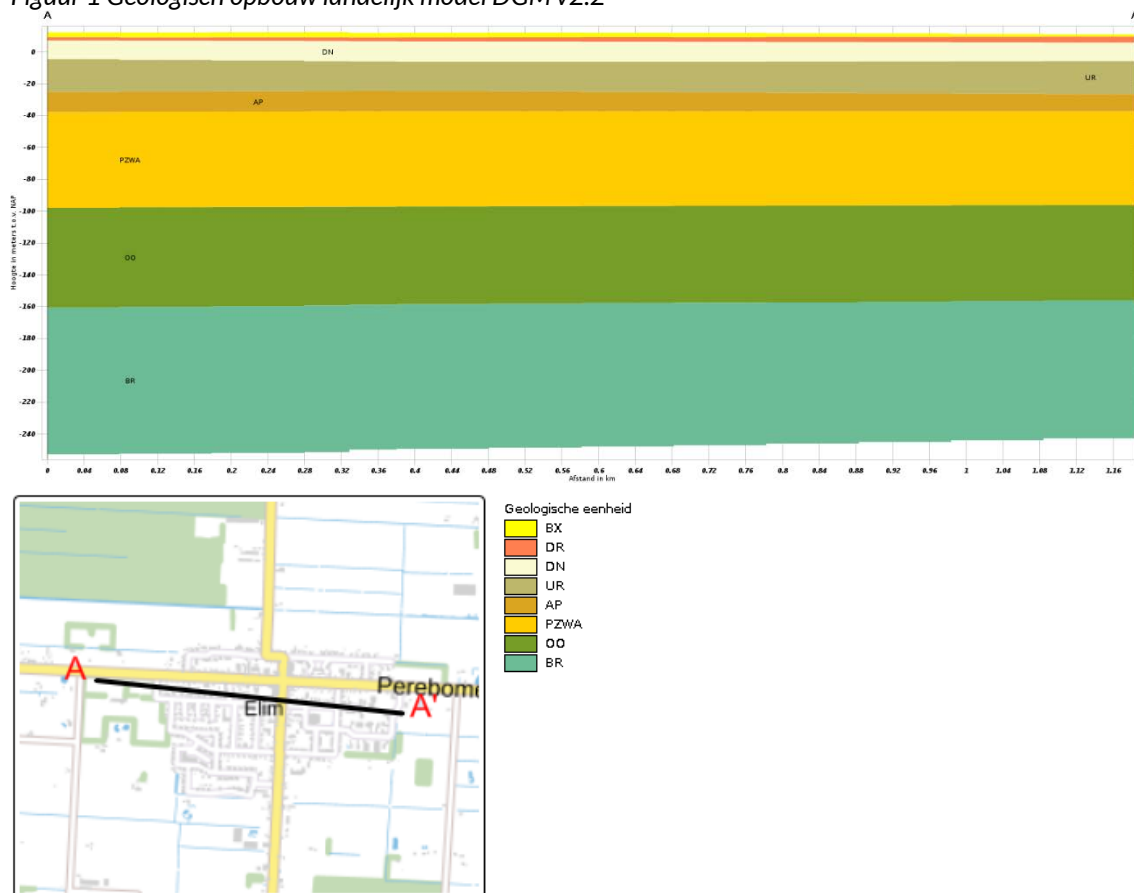 Figuur 1 Geologisch opbouw landelijk model DGM v2.2
A
A
0
-20
-40
-60
-80
-100
-120
-140
-160
-180
-200
-220
-240
Hoogte in meters t.o.v. NAP
DN
UR
AP
PZWA
OO
BR
0 0.04 0.08 0.12 0.16 0.2 0.24 0.28 0.32 0.36 0.4 0.44 0.48 0.52 0.56 0.6 0.64 0.68 0.72 0.76 0.8 0.84 0.88 0.92 0.96 1 1.04 1.08 1.12 1.16
Afstand in km
Geologische eenheid
BX
DR
DN
UR
AP
PZWA
OO
BR
A
Perebome
A'
Elim